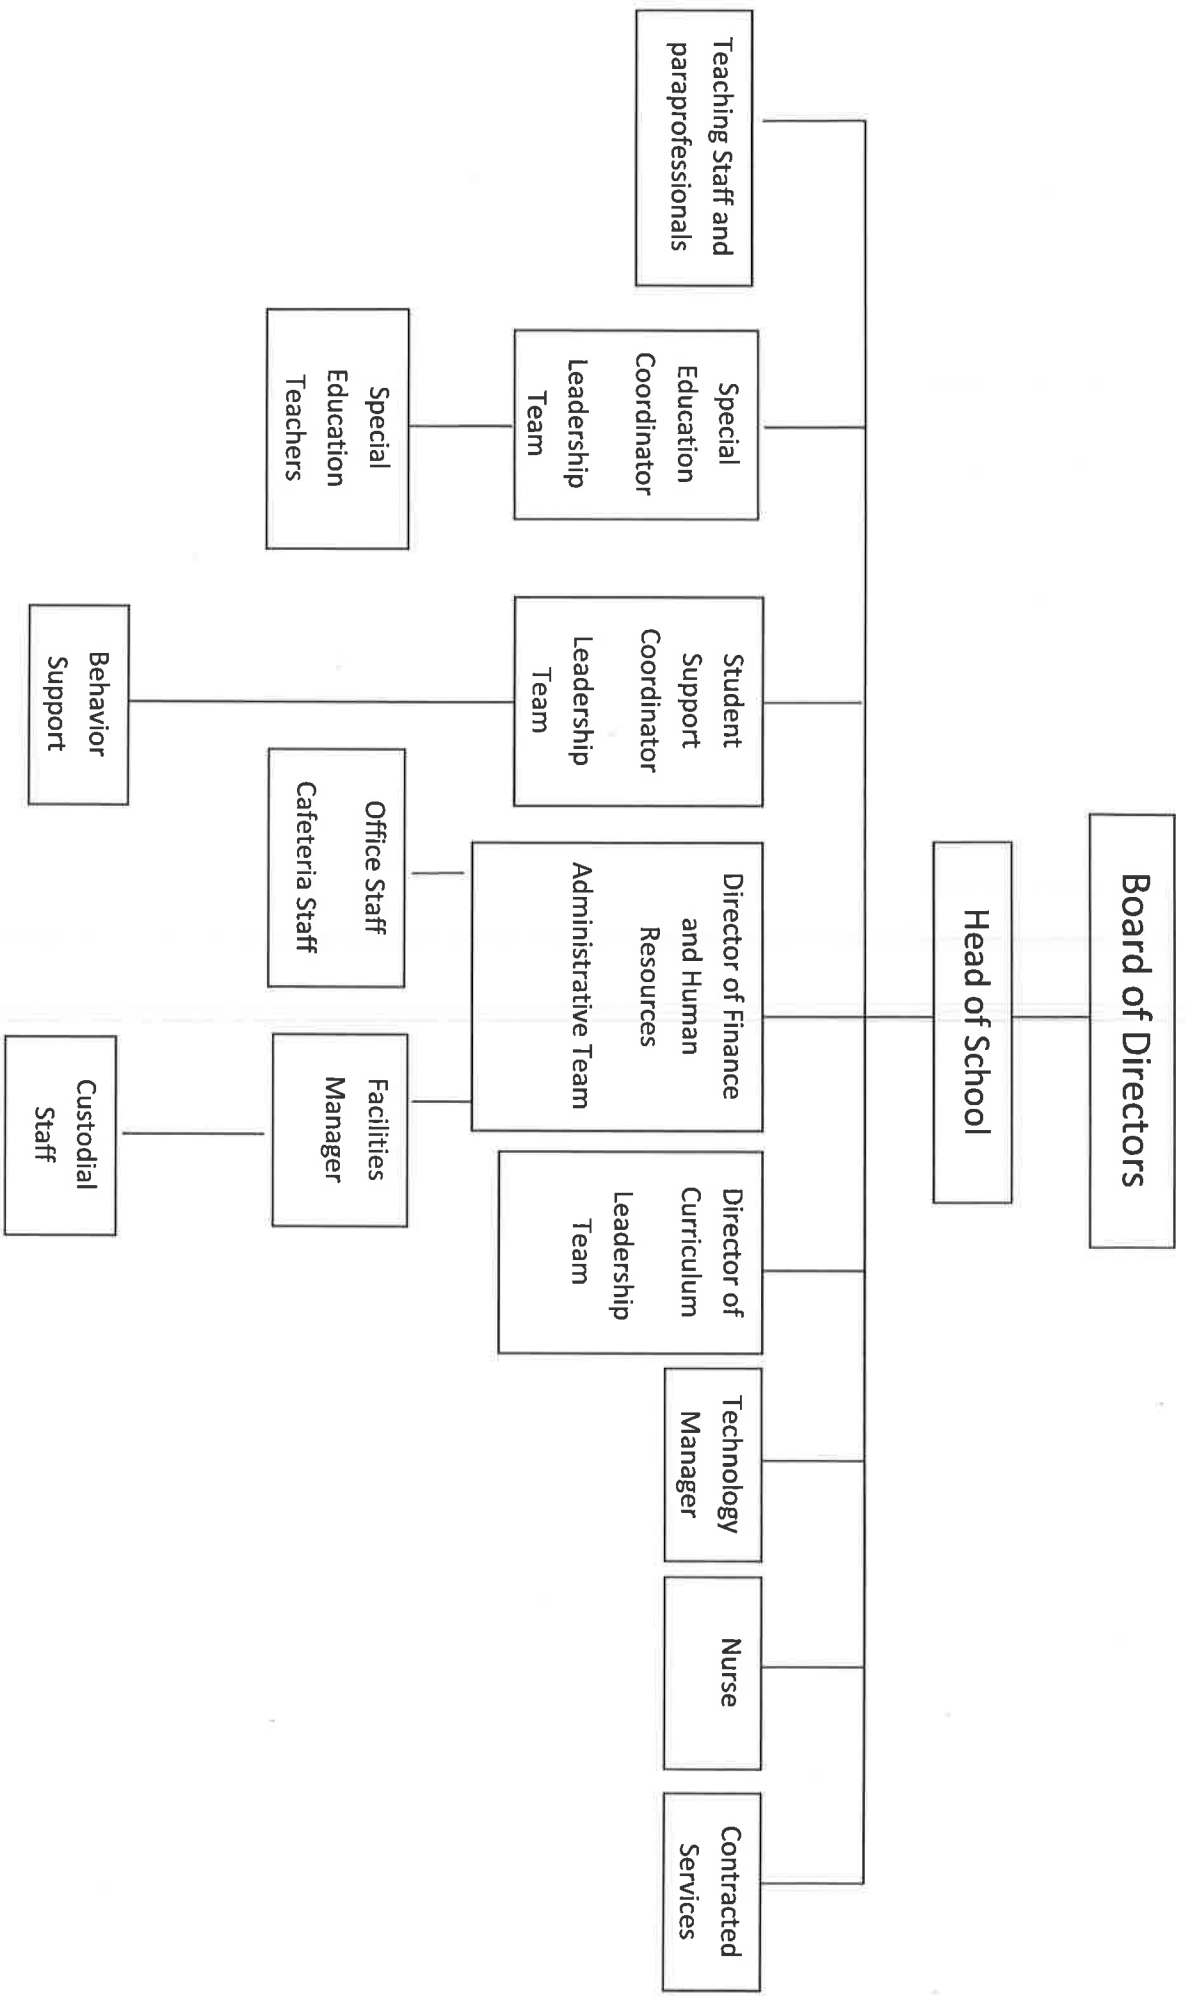 Board of Directors
Head of School
Teaching Staff and
paraprofessionals
Special
Education
Coordinator
Leadership
Team
Student
Support
Coordinator
Leadership
Team
Director of Finance
and Human
Resources
Administrative Team
Director of
Curriculum
Leadership
Team
Technology
Manager
Nurse
Contracted
Services
Special
Education
Teachers
Office Staff
Cafeteria Staff
Facilities
Manager
Behavior
Support
Custodial
Staff